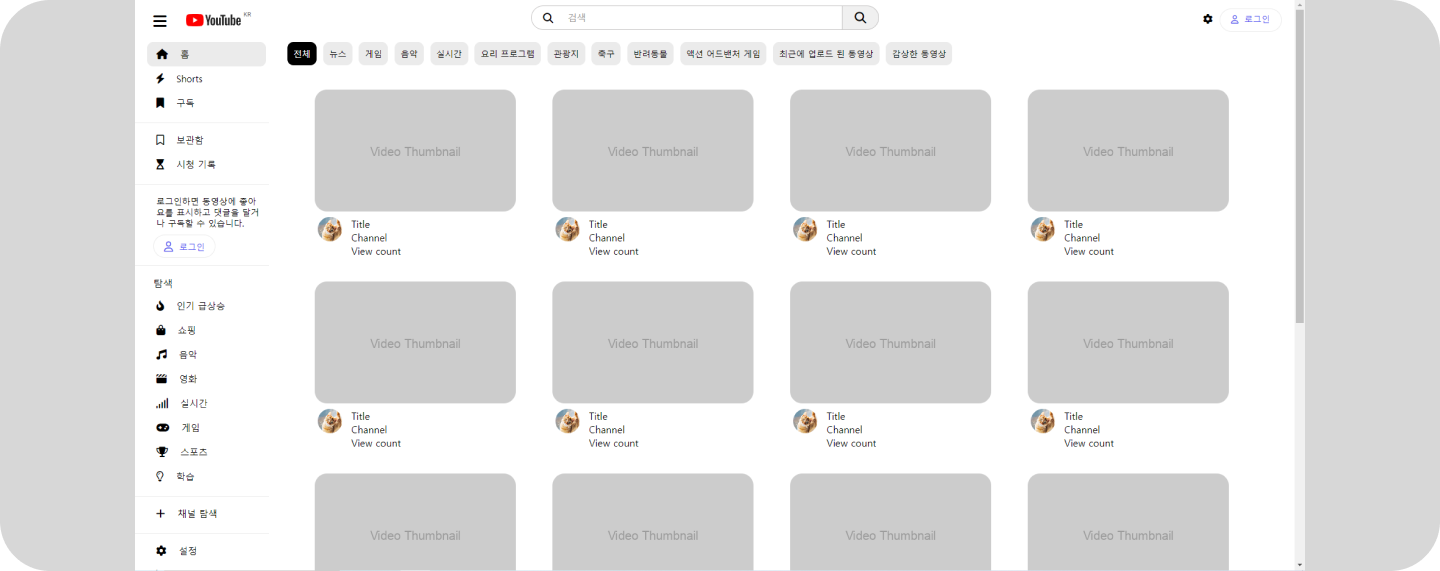 YouTube KR
검색
로그인
홈
전체
뉴스
게임
음악
실시간
요리 프로그램
관광지
축구
반려동물
액션 어드밴처 게임
최근에 업로드 된 동영상
감상한 동영상
Shorts
구독
보관함
시청 기록
로그인하면 동영상에 좋아
요를 표시하고 댓글을 달거
나 구독할 수 있습니다.
로그인
탐색
인기 급상승
쇼핑
음악
영화
실시간
게임
스포츠
학습
채널 탐색
설정
Video Thumbnail
Video Thumbnail
Video Thumbnail
Video Thumbnail
Title
Channel
View count
Title
Channel
View count
Title
Channel
View count
Title
Channel
View count
Video Thumbnail
Video Thumbnail
Video Thumbnail
Video Thumbnail
Title
Channel
View count
Title
Channel
View count
Title
Channel
View count
Title
Channel
View count
Video Thumbnail
Video Thumbnail
Video Thumbnail
Video Thumbnail